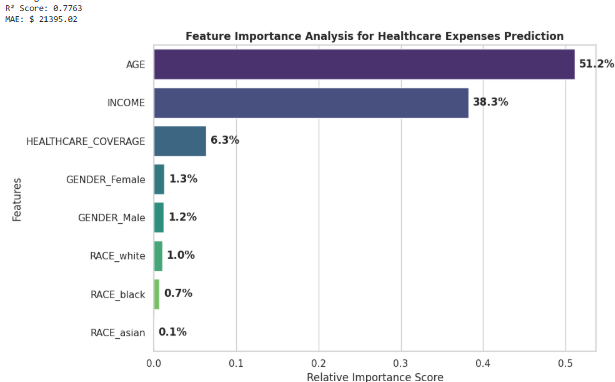 R² Score: 0.7763
MAE: $ 21395.02
Feature Importance Analysis for Healthcare Expenses Prediction
AGE 51.2%
INCOME 38.3%
HEALTHCARE_COVERAGE 6.3%
GENDER_Female 1.3%
GENDER_Male 1.2%
RACE_white 1.0%
RACE_black 0.7%
RACE_asian 0.1%
Features
0.0 0.1 0.2 0.3 0.4 0.5
Relative Importance Score